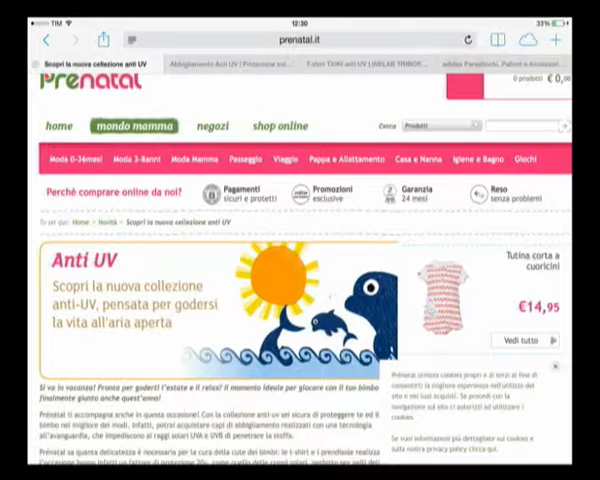 TIM
12:30
33%
prenatal.it
Scopri la nuova collezione anti UV
Abbigliamento Anti UV | Protezione sol...
T-shirt TAIKI anti UV LINELAB TRIBOR...
adidas Parastinchi, Palloni e Accessori...
prenatal
0 prodotti € 0,00
home
mondo mamma
negozi
shop online
Cerca
Prodotti
Moda 0-36mesi
Moda 3-8anni
Moda Mamma
Passeggio
Viaggio
Pappa e Allattamento
Casa e Nanna
Igiene e Bagno
Giochi
Perché comprare online da noi?
Pagamenti
sicuri e protetti
Promozioni
esclusive
Garanzia
24 mesi
Reso
senza problemi
Tu sei qui: Home - Novità - Scopri la nuova collezione anti UV
Anti UV
Scopri la nuova collezione
anti-UV, pensata per godersi
la vita all'aria aperta
Tutina corta a
cuoricini
€14,95
Vedi tutto
Si va in vacanza! Pronta per goderti l'estate e il relax? Il momento ideale per giocare con il tuo bimbo
finalmente giunto anche quest'anno!
Prénatal ti accompagna anche in questa occasione! Con la collezione anti-uv sei sicura di proteggere te ed il
bimbo nel migliore dei modi. Infatti, potrai acquistare capi di abbigliamento realizzati con una tecnologia
all'avanguardia, che impediscono ai raggi solari UVA e UVB di penetrare la stoffa.
Prénatal sa quanta delicatezza è necessaria per la cura della cute dei bimbi: le t-shirt e i prendisole realizzati
Prénatal utilizza cookies propri e di terzi al fine di
consentirti la migliore esperienza nell'utilizzo del
sito e nei tuoi acquisti. Se procedi con la
navigazione sul sito ci autorizzi ad utilizzare i
cookies.
Se vuoi informazioni più dettagliate sui cookies e
sulla nostra privacy policy clicca qui.